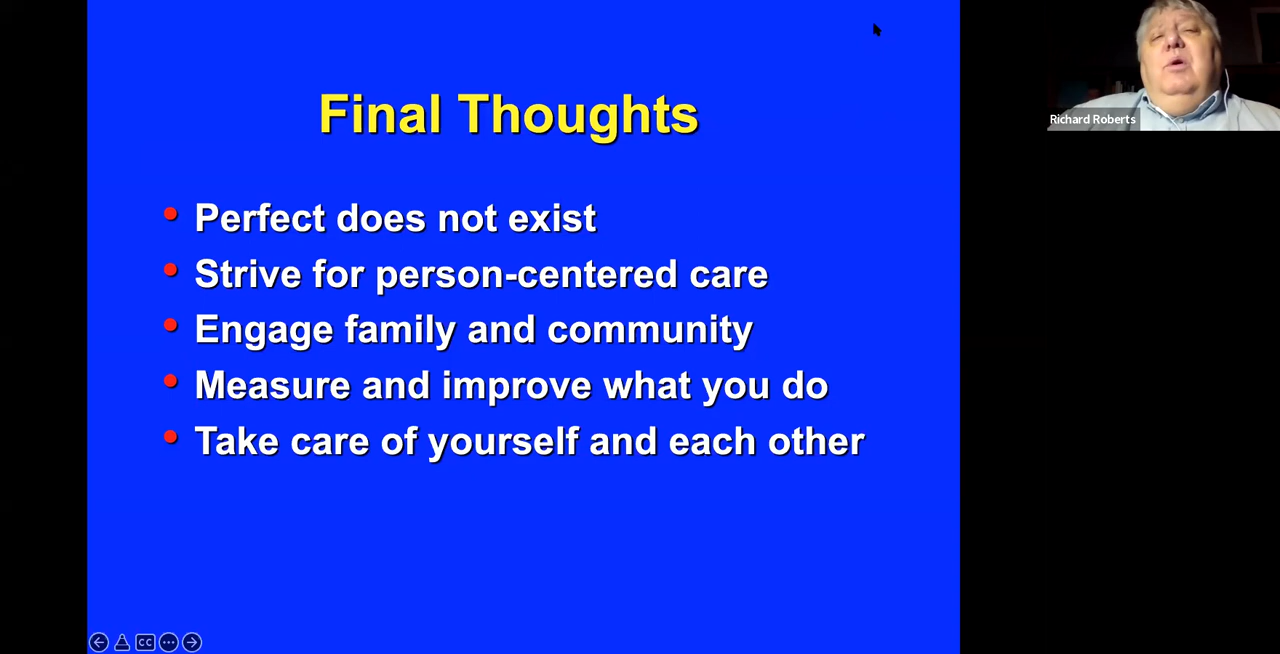 Final Thoughts
Richard Roberts
Perfect does not exist
Strive for person-centered care
Engage family and community
Measure and improve what you do
Take care of yourself and each other
CC